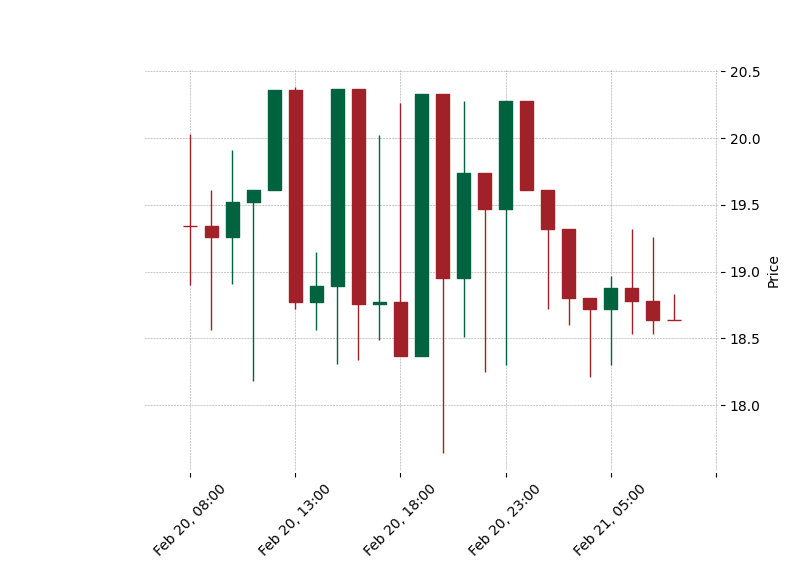 20.5
20.0
19.5
19.0
18.5
18.0
Price
Feb 20, 08:00
Feb 20, 13:00
Feb 20, 18:00
Feb 20, 23:00
Feb 21, 05:00